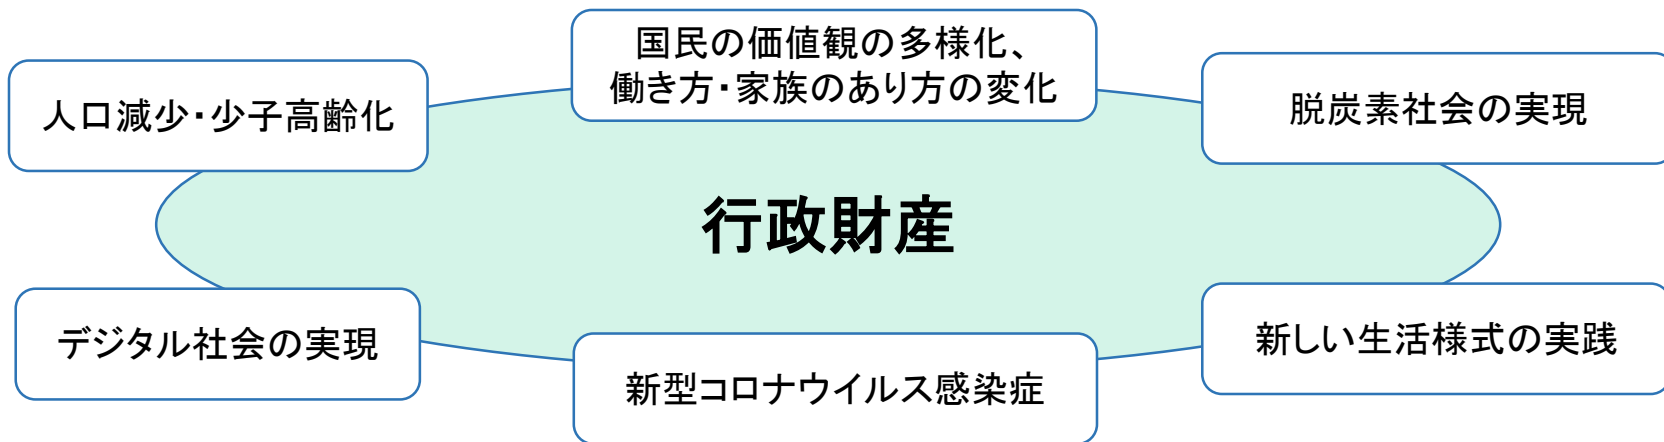 国民の価値観の多様化、
働き方・家族のあり方の変化
人口減少・少子高齢化
脱炭素社会の実現
行政財産
デジタル社会の実現
新しい生活様式の実践
新型コロナウイルス感染症